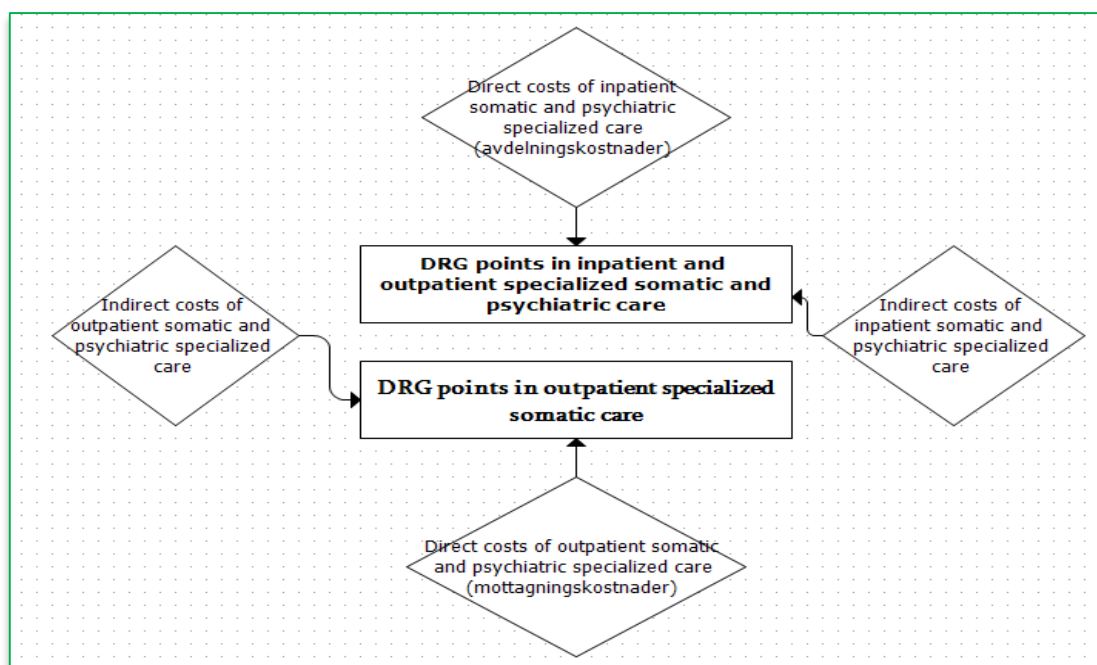 Direct costs of inpatient
somatic and psychiatric
specialized care
(avdelningskostnader)
DRG points in inpatient and
outpatient specialized somatic and
psychiatric care
Indirect costs of
outpatient somatic and
psychiatric specialized
care
Indirect costs of
inpatient somatic and
psychiatric specialized
care
DRG points in outpatient specialized
somatic care
Direct costs of outpatient somatic
and psychiatric specialized care
(mottagningskostnader)